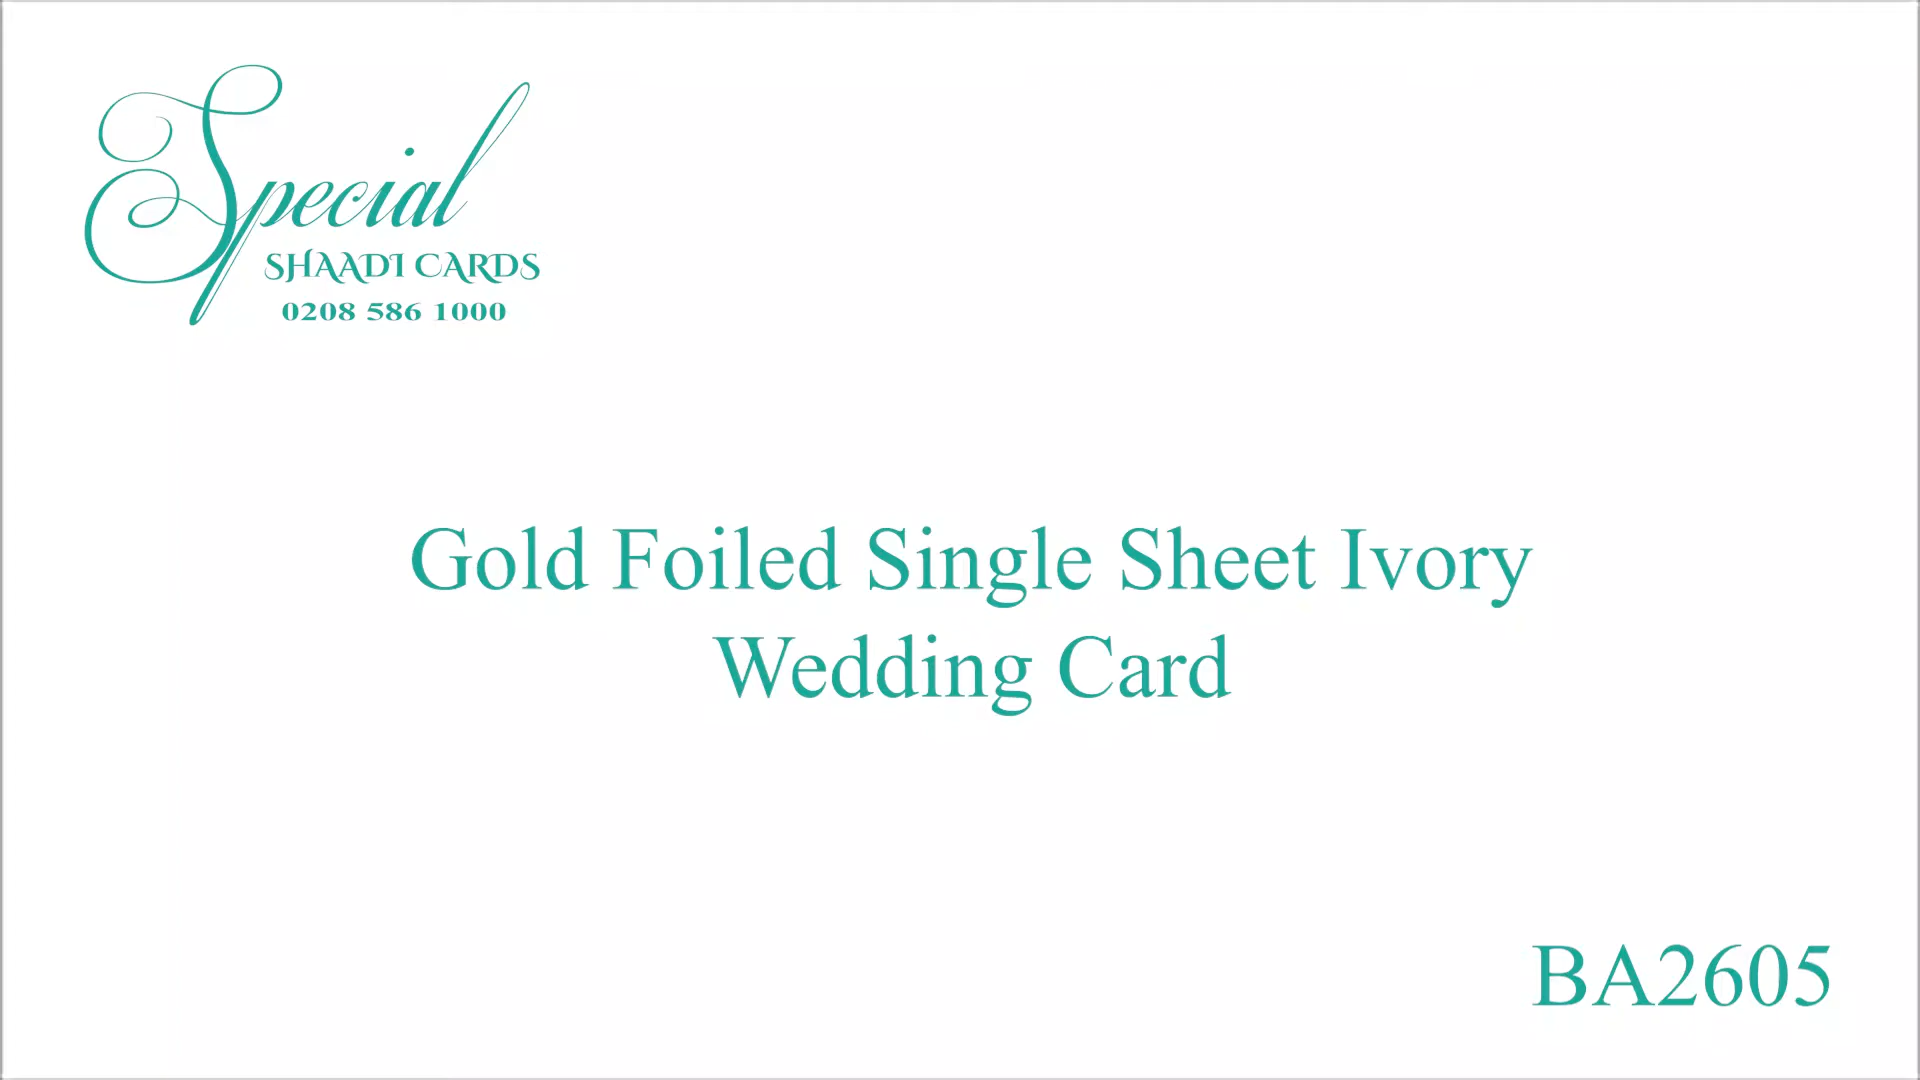 Special
SHAADI CARDS
0208 586 1000
Gold Foiled Single Sheet Ivory
Wedding Card
BA2605